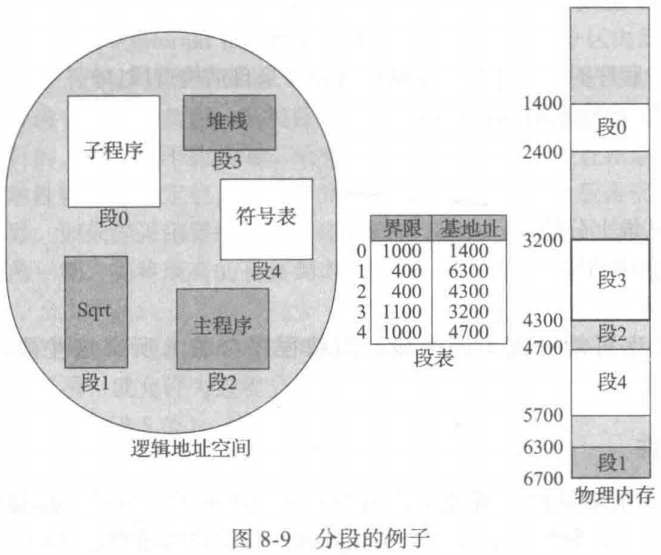 子程序
段0
堆栈
段3
符号表
段4
Sqrt
段1
主程序
段2
逻辑地址空间
界限 基地址
0 1000 1400
1 400 6300
2 400 4300
3 1100 3200
4 1000 4700
段表
1400
段0
2400
3200
段3
4300
段2
4700
段4
5700
6300
段1
6700
物理内存
图 8-9 分段的例子